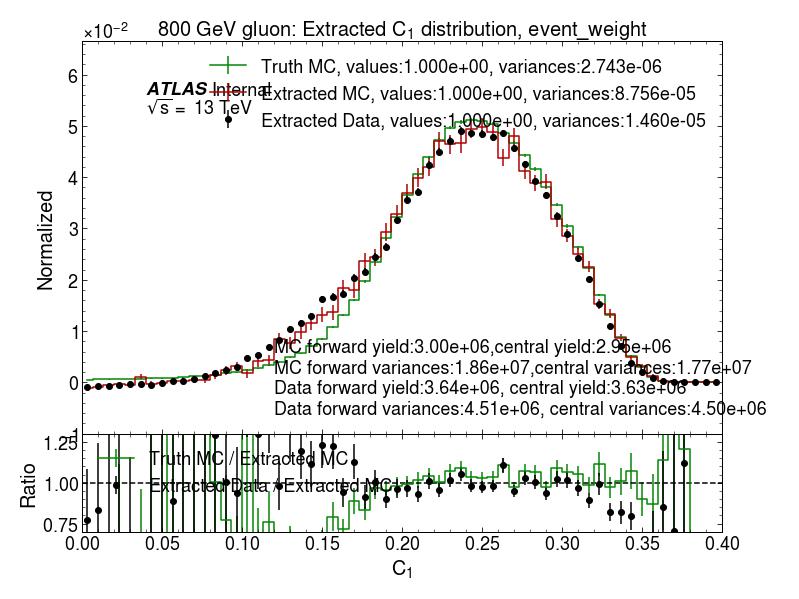 800 GeV gluon: Extracted C₁ distribution, event_weight
×10⁻²
Truth MC, values:1.000e+00, variances:2.743e-06
ATLAS Internal
Extracted MC, values:1.000e+00, variances:8.756e-05
√s = 13 TeV
Extracted Data, values:1.000e+00, variances:1.460e-05
6
5
4
3
2
1
0
1
Normalized
MC forward yield:3.00e+06,central yield:2.95e+06
MC forward variances:1.86e+07,central variances:1.77e+07
Data forward yield:3.64e+06, central yield:3.63e+06
Data forward variances:4.51e+06, central variances:4.50e+06
1.25
1.00
0.75
Ratio
Truth MC / Extracted MC
Extracted Data / Extracted MC
0.00 0.05 0.10 0.15 0.20 0.25 0.30 0.35 0.40
C₁